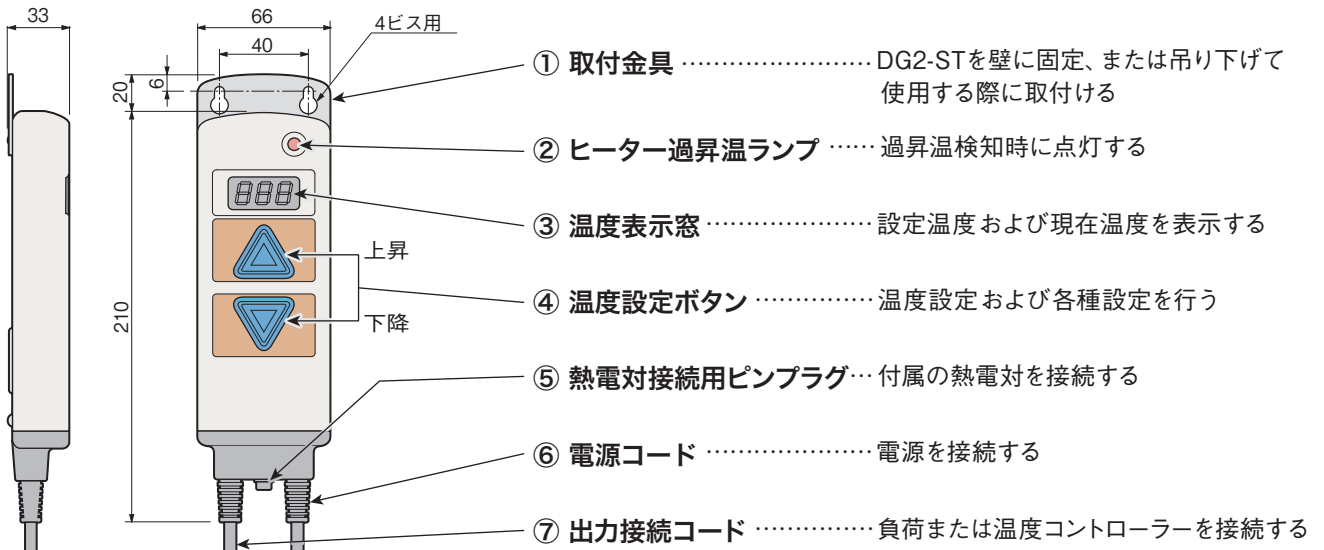 33
66
40
4ビス用
20
6
210
上昇
下降
① 取付金具 ……………………DG2-STを壁に固定、または吊り下げて
使用する際に取付ける
② ヒーター過昇温ランプ ……過昇温検知時に点灯する
③ 温度表示窓…………………設定温度および現在温度を表示する
④ 温度設定ボタン ……………温度設定および各種設定を行う
⑤ 熱電対接続用ピンプラグ…付属の熱電対を接続する
⑥ 電源コード …………………電源を接続する
⑦ 出力接続コード ……………負荷または温度コントローラーを接続する
888